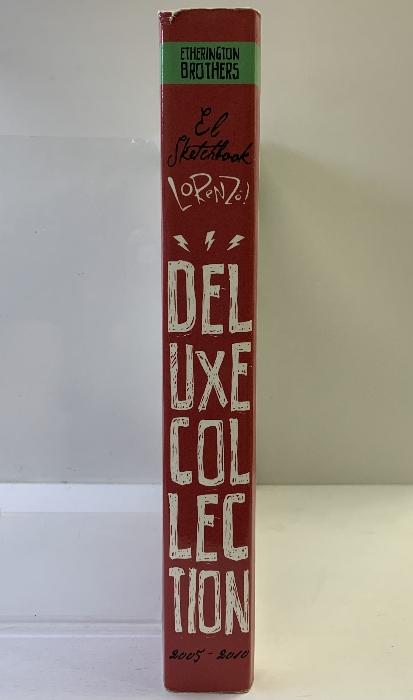 ETHERINGTON
BROTHERS
El
Sketchbook
LORENZO!
DEL
UXE
COL
LEC
TION
2005 - 2010